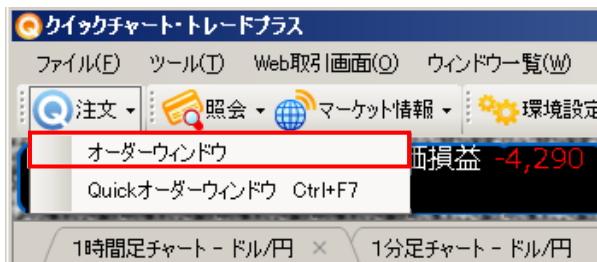 クイックチャート・トレードプラス
ファイル(F) ツール(T) Web取引画面(O) ウィンドウ一覧(W)
注文 照会 マーケット情報 環境設定
オーダーウィンドウ
価損益 -4,290
Quickオーダーウィンドウ Ctrl+F7
1時間足チャート - ドル/円 × 1分足チャート - ドル/円